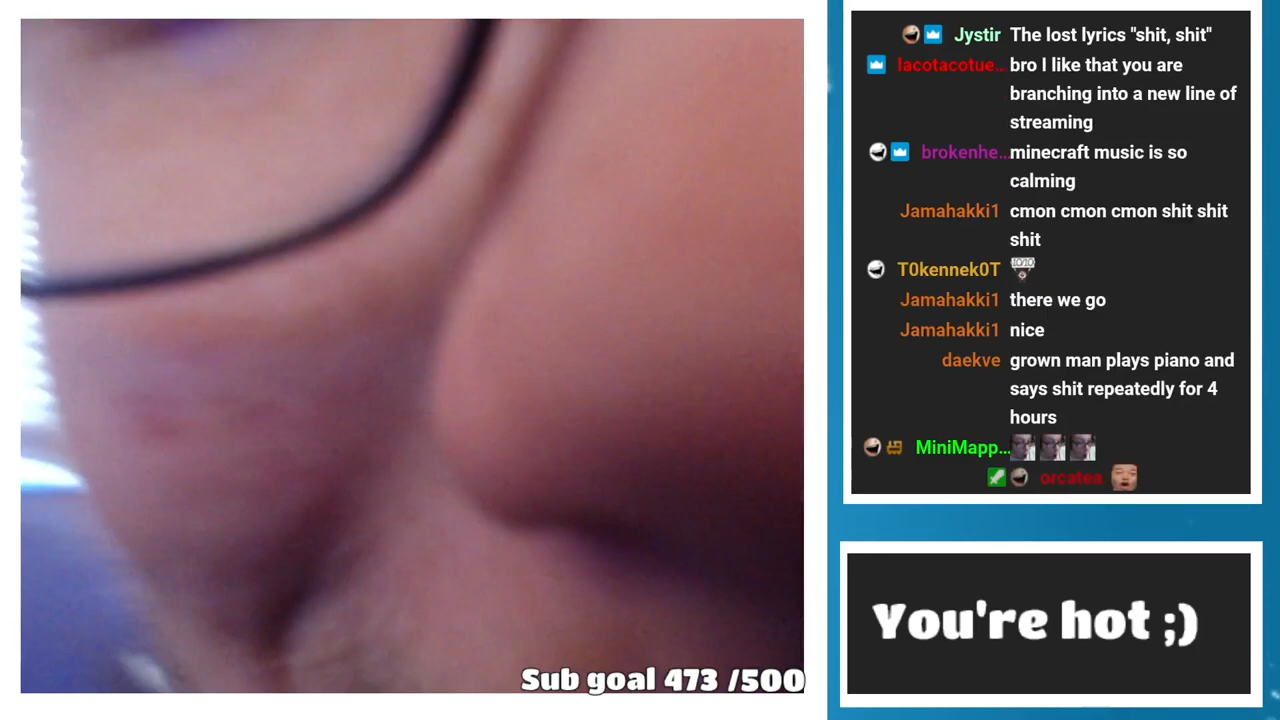 Jystir The lost lyrics "shit, shit"
lacotacotue… bro I like that you are
branching into a new line of
streaming
brokenhe… minecraft music is so
calming
Jamahakki1 cmon cmon cmon shit shit
shit
T0kennek0T
Jamahakki1 there we go
Jamahakki1 nice
daekve grown man plays piano and
says shit repeatedly for 4
hours
MiniMapp…
orcatea
You're hot ;)
Sub goal 473 /500